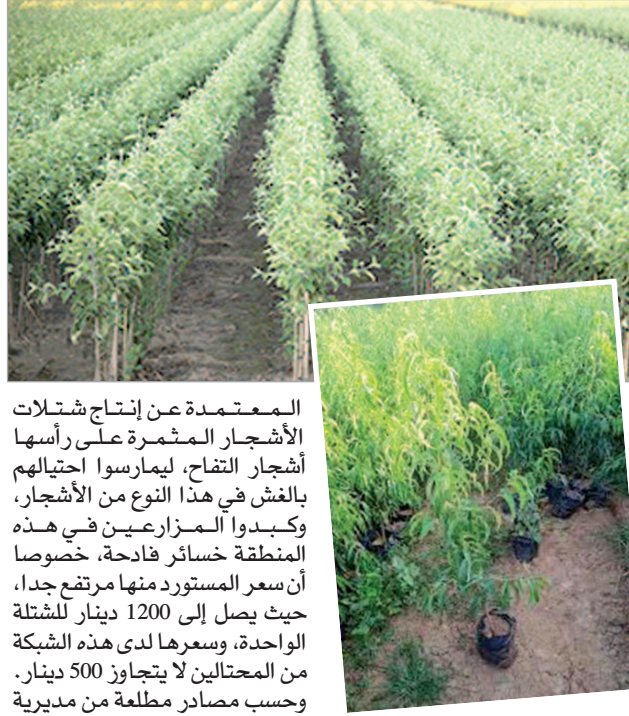 المعتمدة عن إنتاج شتلات
الأشجار المثمرة على رأسها
أشجار التفاح، ليمارسوا احتيالهم
بالغش في هذا النوع من الأشجار،
وكبدوا المزارعين في هذه
المنطقة خسائر فادحة، خصوصا
أن سعر المستورد منها مرتفع جدا،
حيث يصل إلى 1200 دينار للشتلة
الواحدة، وسعرها لدى هذه الشبكة
من المحتالين لا يتجاوز 500 دينار.
وحسب مصادر مطلعة من مديرية